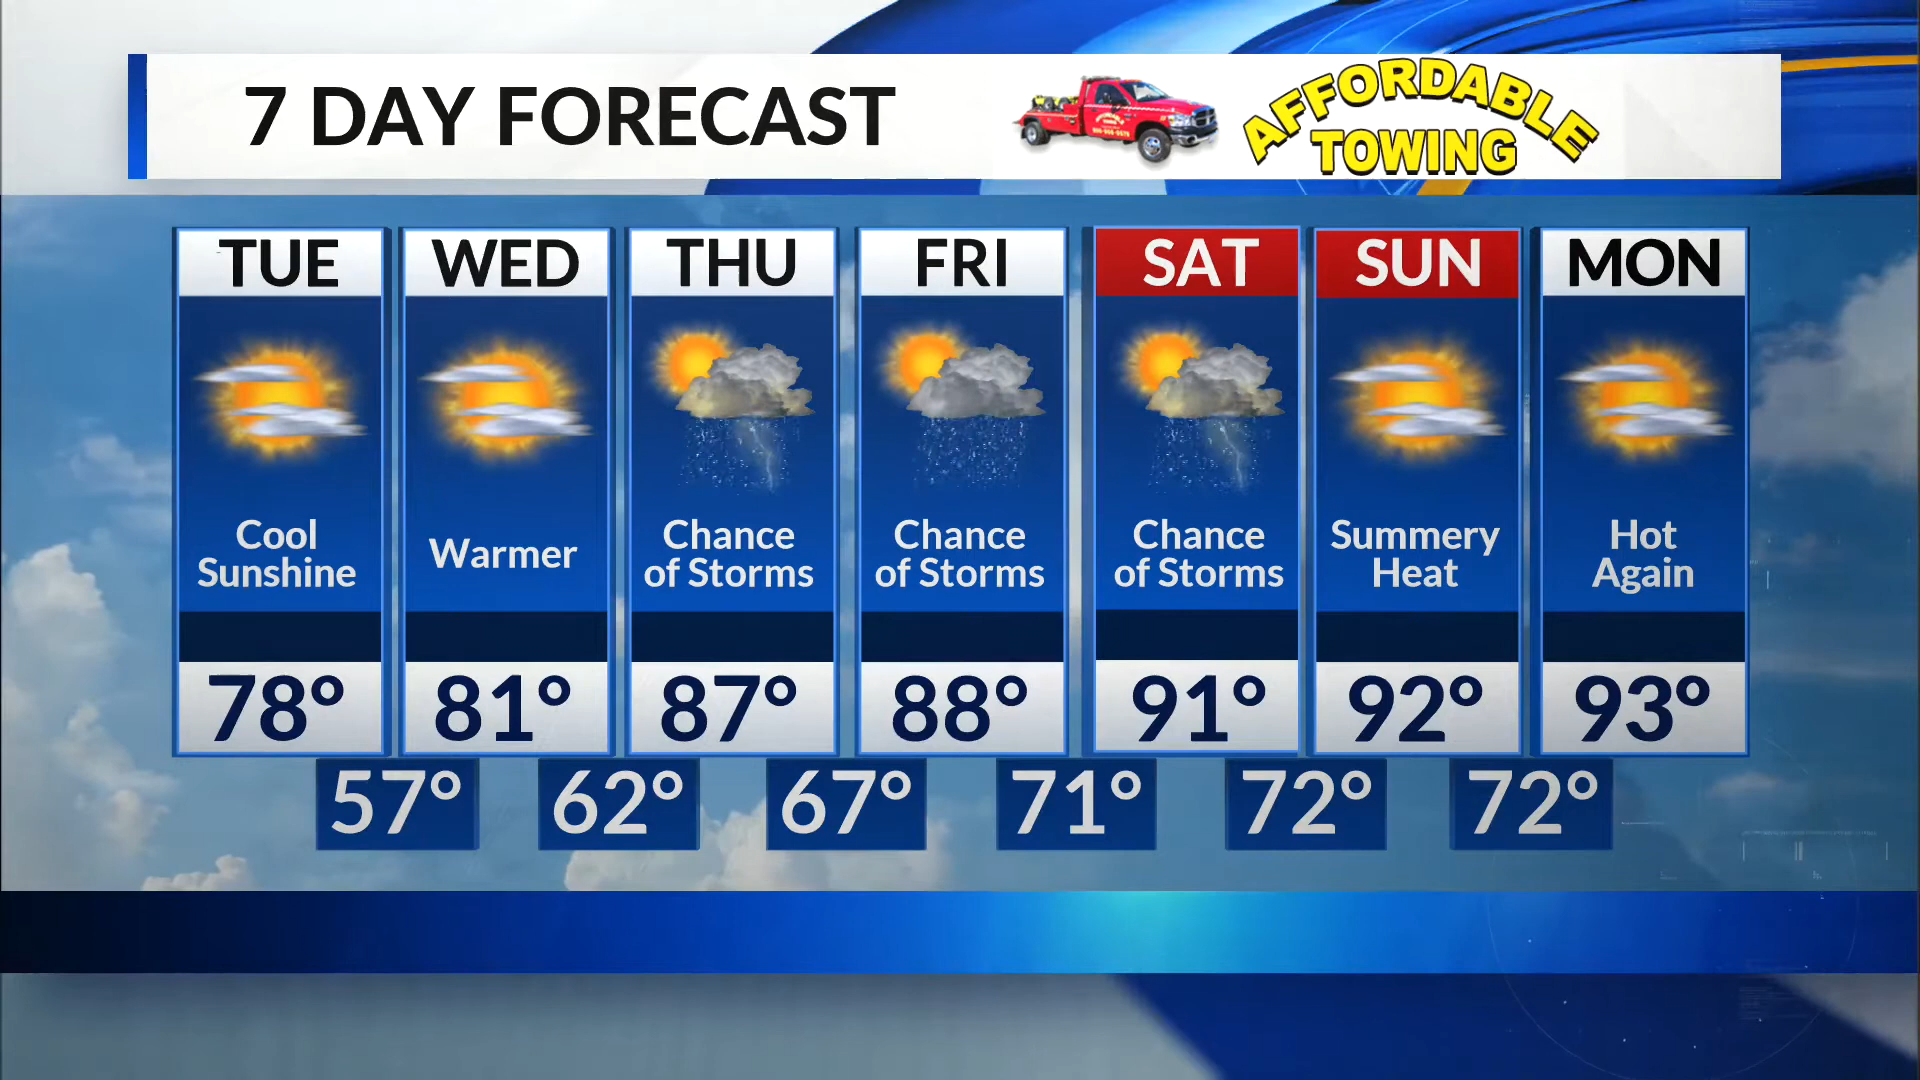 7 DAY FORECAST
AFFORDABLE
TOWING
TUE
WED
THU
FRI
SAT
SUN
MON
Cool
Sunshine
Warmer
Chance
of Storms
Chance
of Storms
Chance
of Storms
Summery
Heat
Hot
Again
78°
81°
87°
88°
91°
92°
93°
57°
62°
67°
71°
72°
72°